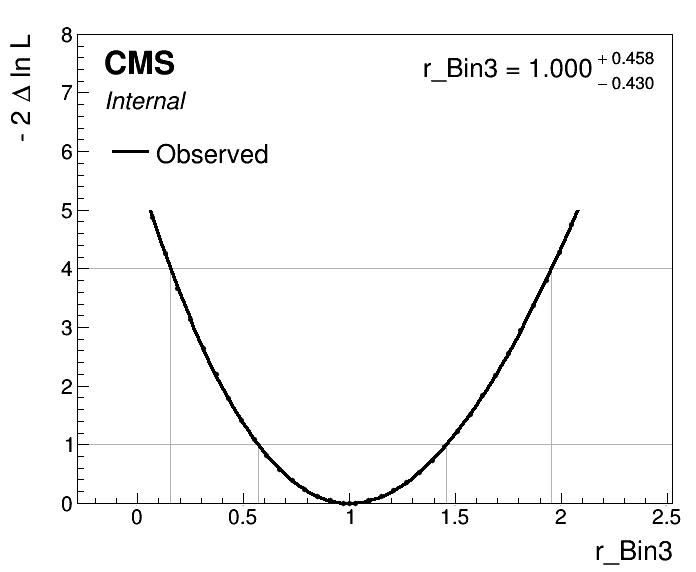 CMS
Internal
r_Bin3 = 1.000 + 0.458 − 0.430
Observed
- 2 Δ ln L
8
7
6
5
4
3
2
1
0
0 0.5 1 1.5 2 2.5
r_Bin3